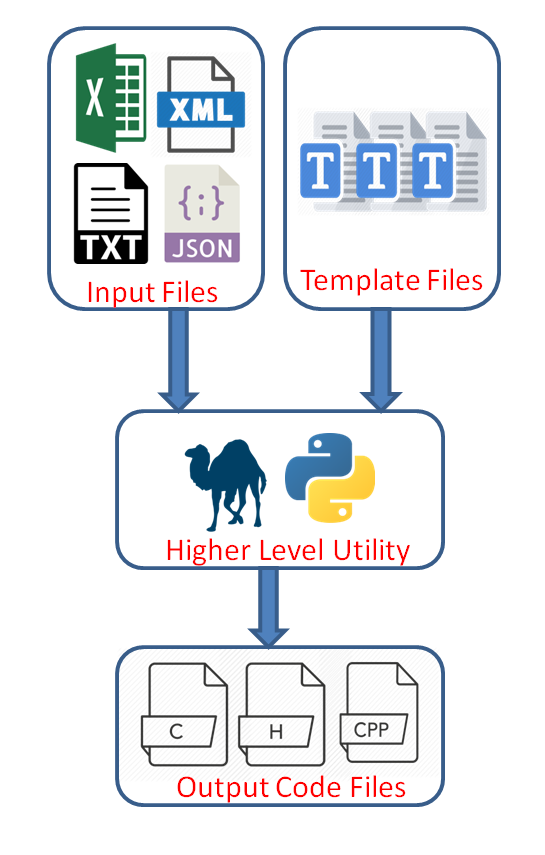 X
XML
TXT
{;}
JSON
Input Files
T T T
Template Files
Higher Level Utility
C
H
CPP
Output Code Files